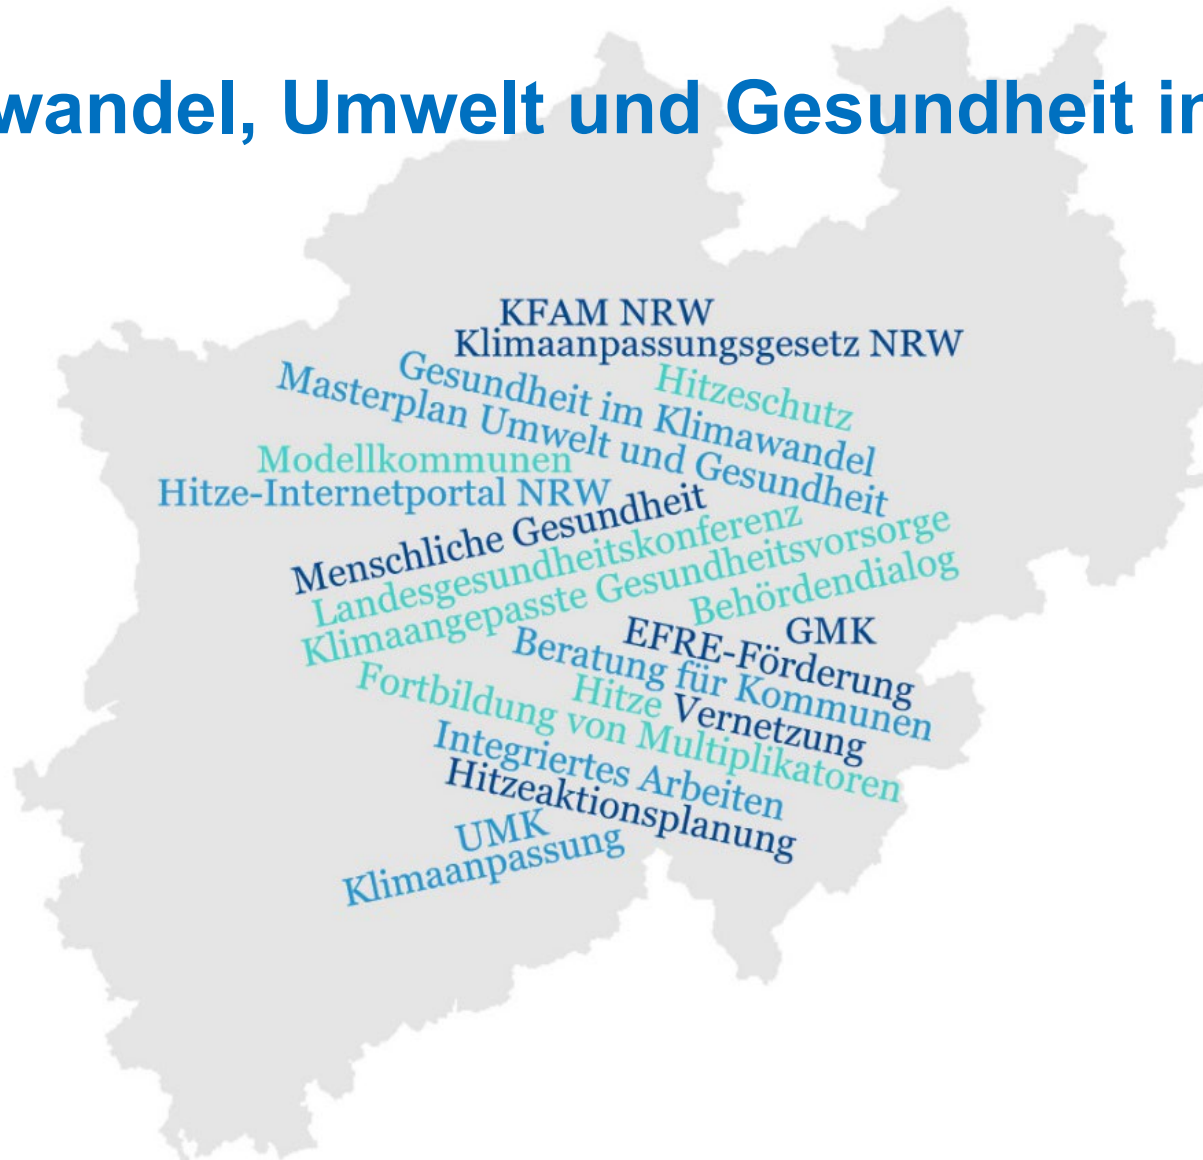 wandel, Umwelt und Gesundheit in
KFAM NRW
Klimaanpassungsgesetz NRW
Gesundheit im Klimawandel
Hitzeschutz
Masterplan Umwelt und Gesundheit
Modellkommunen
Hitze-Internetportal NRW
Menschliche Gesundheit
Landesgesundheitskonferenz
Klimaangepasste Gesundheitsvorsorge
Behördendialog
GMK
EFRE-Förderung
Beratung für Kommunen
Hitze
Vernetzung
Fortbildung von Multiplikatoren
Integriertes Arbeiten
Hitzeaktionsplanung
UMK
Klimaanpassung